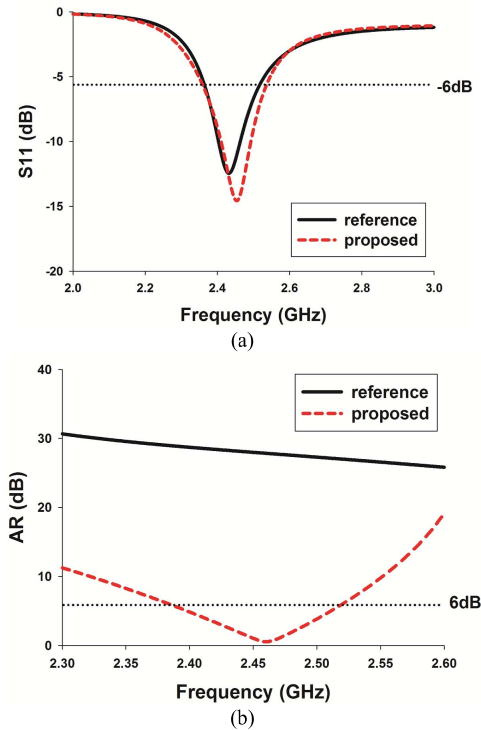 0
-5
-10
-15
-20
S11 (dB)
-6dB
reference
proposed
2.0 2.2 2.4 2.6 2.8 3.0
Frequency (GHz)
(a)
40
30
20
10
0
AR (dB)
reference
proposed
6dB
2.30 2.35 2.40 2.45 2.50 2.55 2.60
Frequency (GHz)
(b)